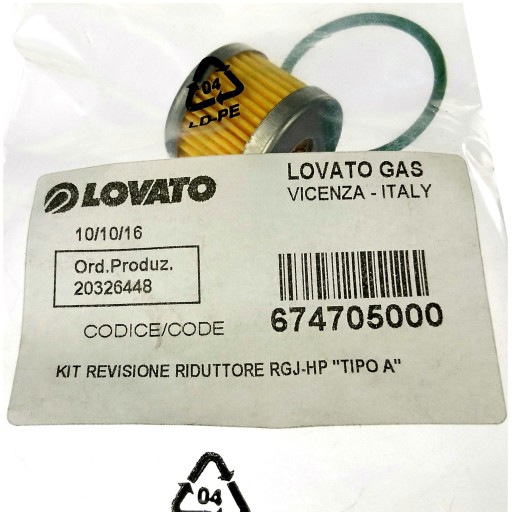 04
LD-PE
LOVATO
LOVATO GAS
VICENZA - ITALY
10/10/16
Ord.Produz.
20326448
CODICE/CODE
674705000
KIT REVISIONE RIDUTTORE RGJ-HP "TIPO A"
04